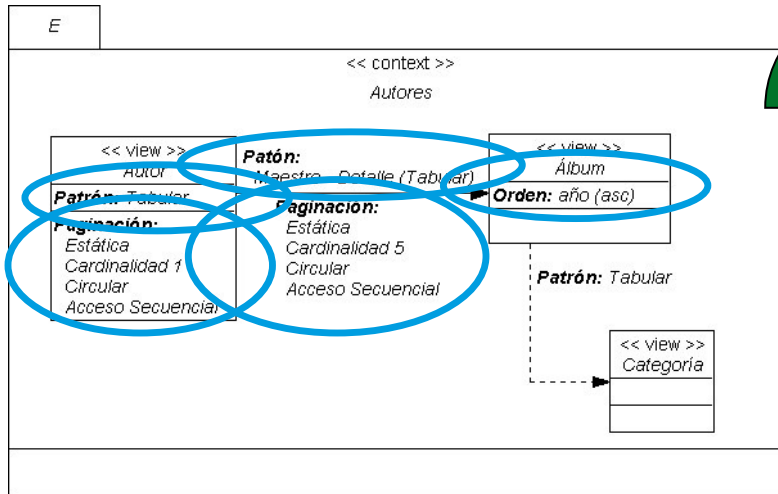 E
<< context >>
Autores
<< view >>
Autor
Patrón: Tabular
Paginación:
Estática
Cardinalidad 1
Circular
Acceso Secuencial
Patón:
Maestro - Detalle (Tabular)
Paginación:
Estática
Cardinalidad 5
Circular
Acceso Secuencial
<< view >>
Álbum
Orden: año (asc)
Patrón: Tabular
<< view >>
Categoría